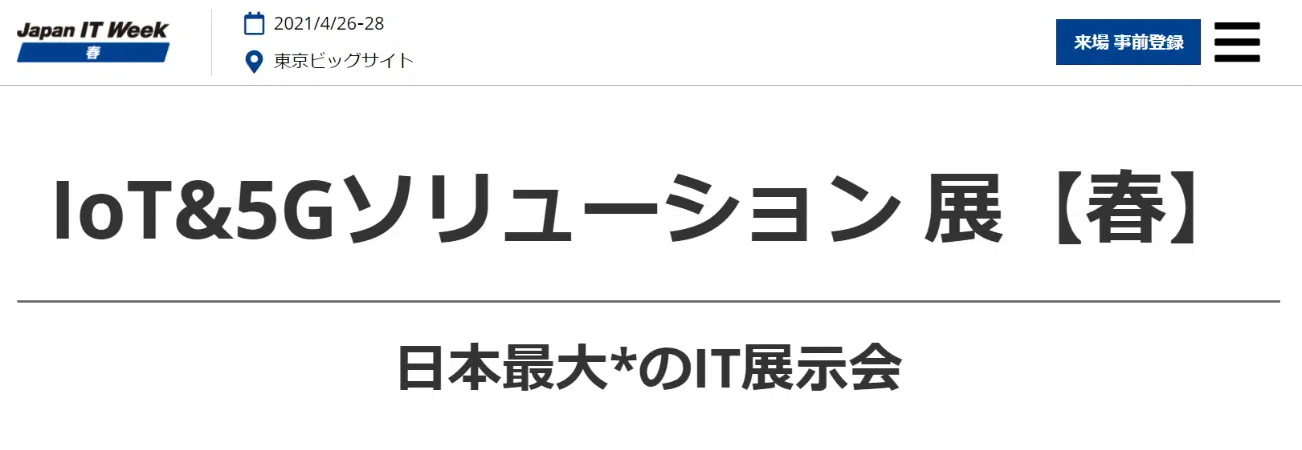 Japan IT Week
春
2021/4/26-28
東京ビッグサイト
来場 事前登録
IoT&5Gソリューション 展【春】
日本最大*のIT展示会